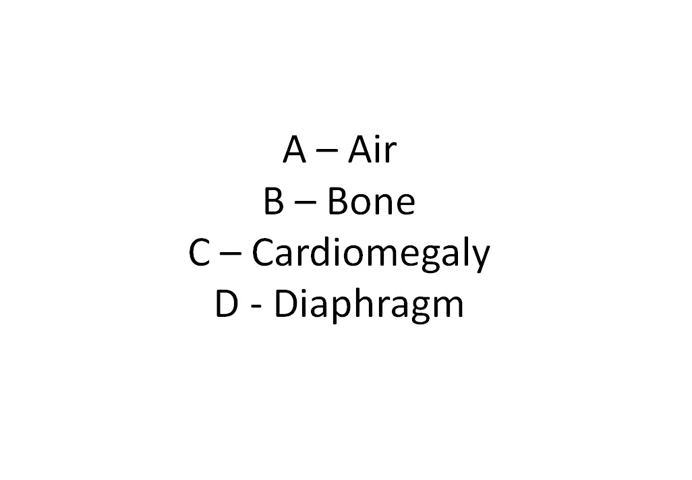 A – Air
B – Bone
C – Cardiomegaly
D - Diaphragm